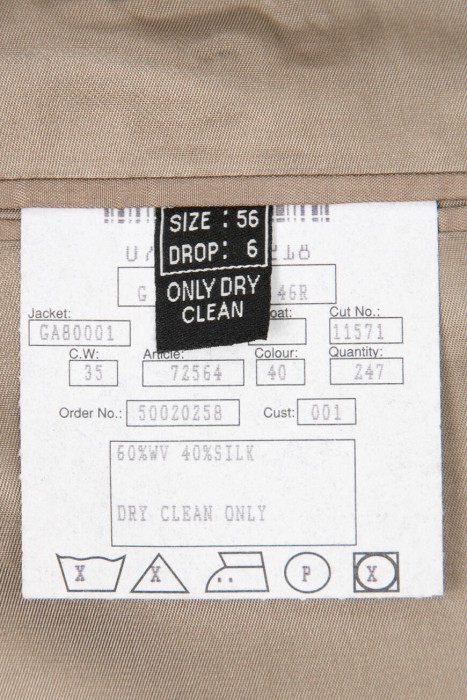 SIZE : 56
DROP: 6
ONLY DRY
CLEAN
G 46R
Jacket: Cut No.:
GA80001 11571
C.W: Article: Colour: Quantity:
35 72564 40 247
Order No.: 50020258 Cust: 001
60%WV 40%SILK
DRY CLEAN ONLY
X X P X